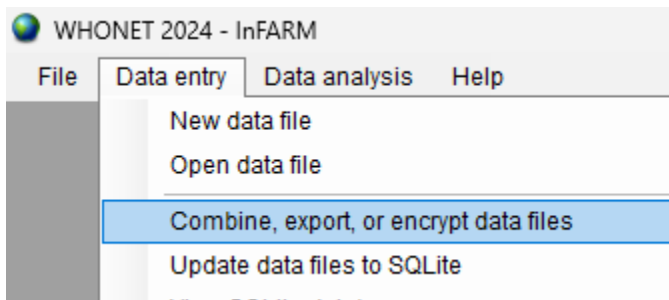 WHONET 2024 - InFARM
File Data entry Data analysis Help
New data file
Open data file
Combine, export, or encrypt data files
Update data files to SQLite